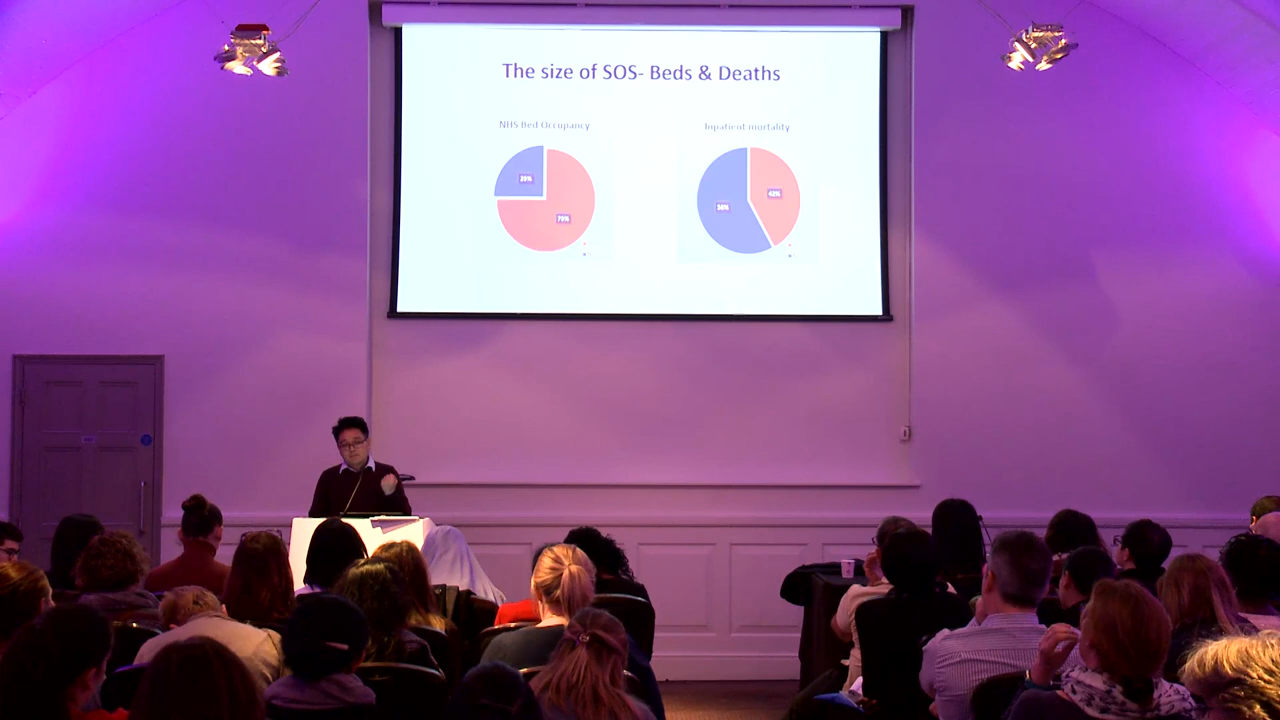 The size of SOS- Beds & Deaths
NHS Bed Occupancy
Inpatient mortality
25%
75%
58%
42%